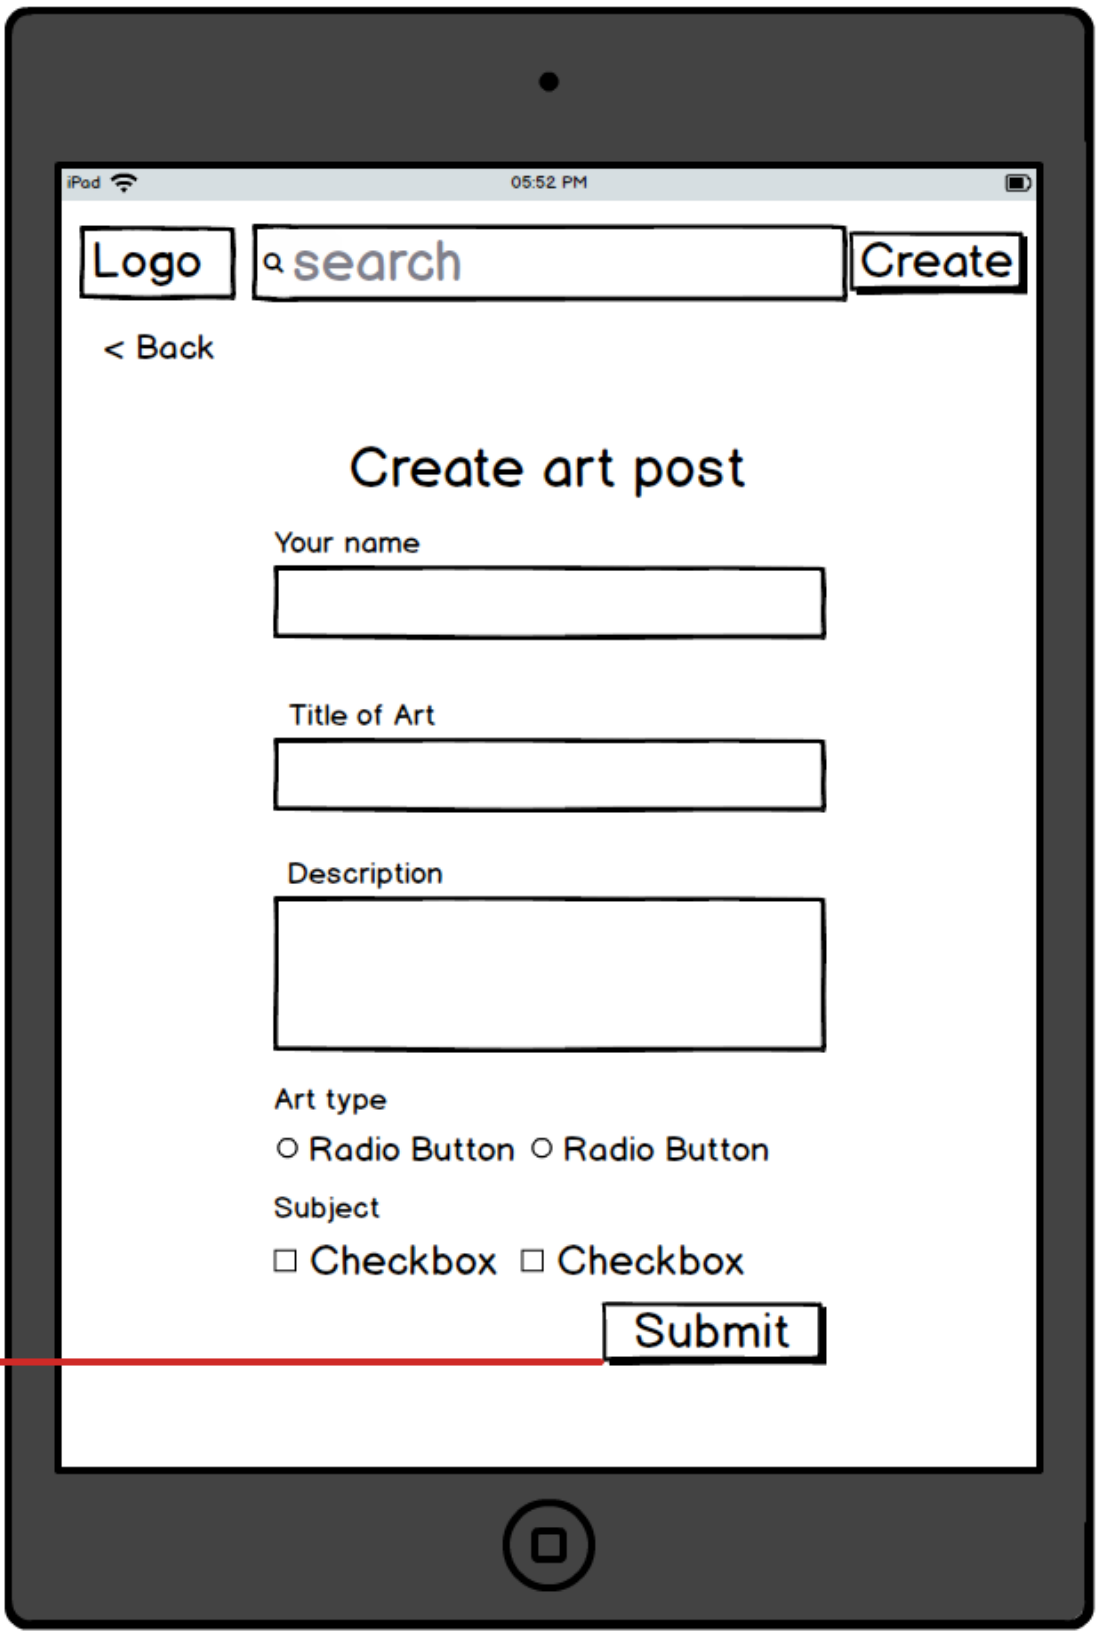 iPad 05:52 PM
Logo search Create
< Back
Create art post
Your name
Title of Art
Description
Art type
Radio Button Radio Button
Subject
Checkbox Checkbox
Submit